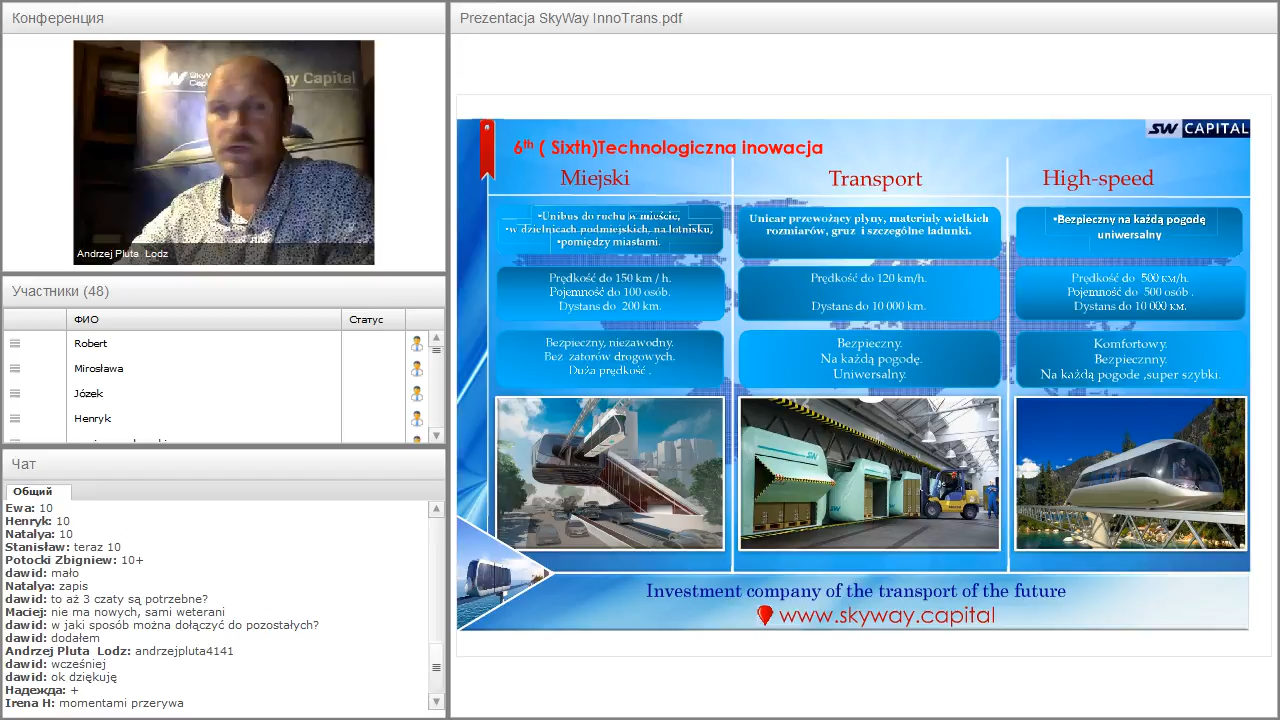 Конференция
SkyWay Capital
Andrzej Pluta Lodz
Участники (48)
ФИО
Статус
Robert
Mirosława
Józek
Henryk
Чат
Общий
Ewa: 10
Henryk: 10
Natalya: 10
Stanisław: teraz 10
Potocki Zbigniew: 10+
dawid: mało
Natalya: zapis
dawid: to aż 3 czaty są potrzebne?
Maciej: nie ma nowych, sami weterani
dawid: w jaki sposób można dołączyć do pozostałych?
dawid: dodałem
Andrzej Pluta Lodz: andrzejpluta4141
dawid: wcześniej
dawid: ok dziękuję
Надежда: +
Irena H: momentami przerywa
Prezentacja SkyWay InnoTrans.pdf
SW CAPITAL
6th ( Sixth)Technologiczna inowacja
Miejski
•Unibus do ruchu w mieście,
•w dzielnicach podmiejskich, na lotnisku,
•pomiędzy miastami.
Prędkość do 150 km / h.
Pojemność do 100 osób.
Dystans do 200 km.
Bezpieczny, niezawodny.
Bez zatorów drogowych.
Duża prędkość .
Transport
Unicar przewożący płyny, materiały wielkich
rozmiarów, gruz i szczególne ładunki.
Prędkość do 120 km/h.
Dystans do 10 000 km.
Bezpieczny.
Na każdą pogodę.
Uniwersalny.
SW
High-speed
•Bezpieczny na każdą pogodę
uniwersalny
Prędkość do 500 км/h.
Pojemność do 500 osób .
Dystans do 10 000 км.
Komfortowy.
Bezpiecznny.
Na każdą pogode ,super szybki.
Investment company of the transport of the future
www.skyway.capital